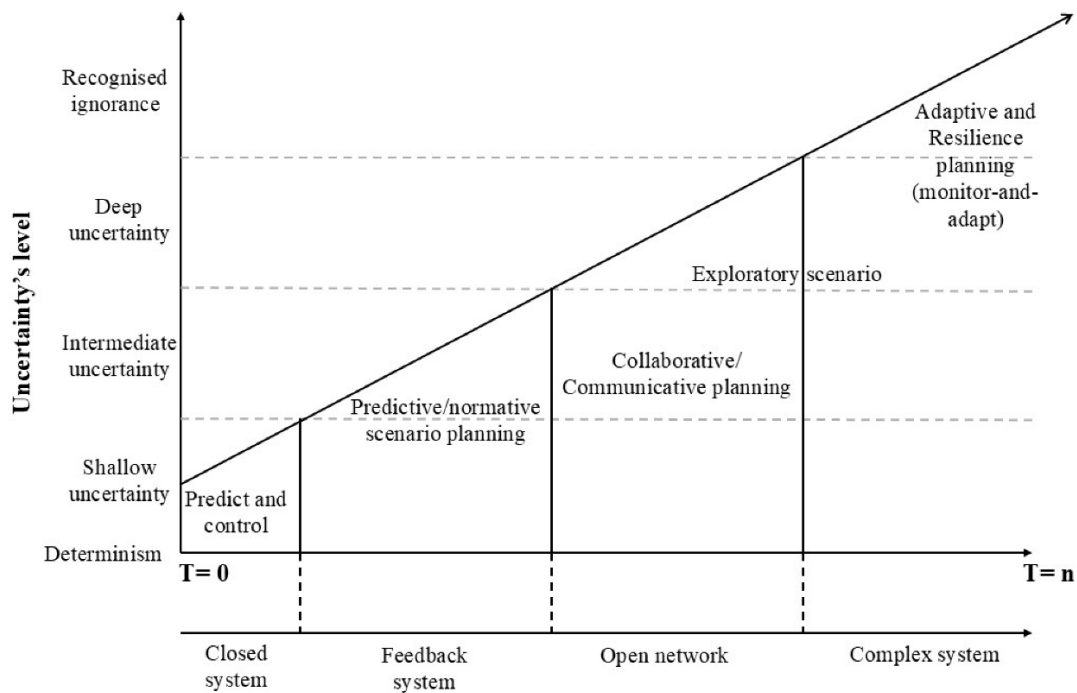 Uncertainty's level
Recognised
ignorance
Deep
uncertainty
Intermediate
uncertainty
Shallow
uncertainty
Determinism
Adaptive and
Resilience
planning
(monitor-and-
adapt)
Exploratory scenario
Collaborative/
Communicative planning
Predictive/normative
scenario planning
Predict and
control
T= 0
T= n
Closed
system
Feedback
system
Open network
Complex system